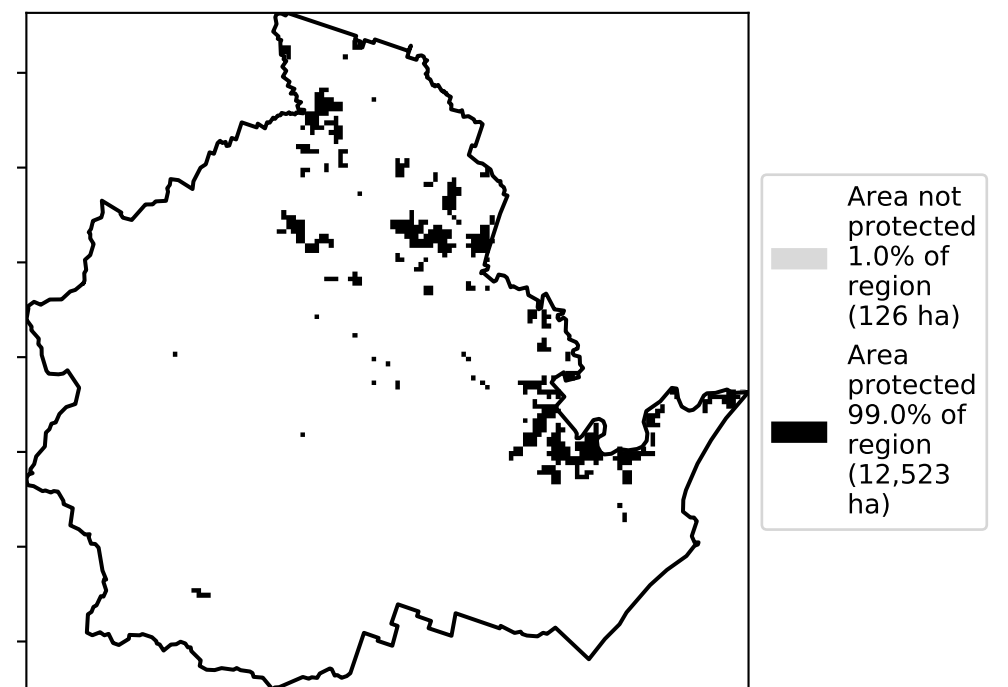 Area not
protected
1.0% of
region
(126 ha)
Area
protected
99.0% of
region
(12,523
ha)